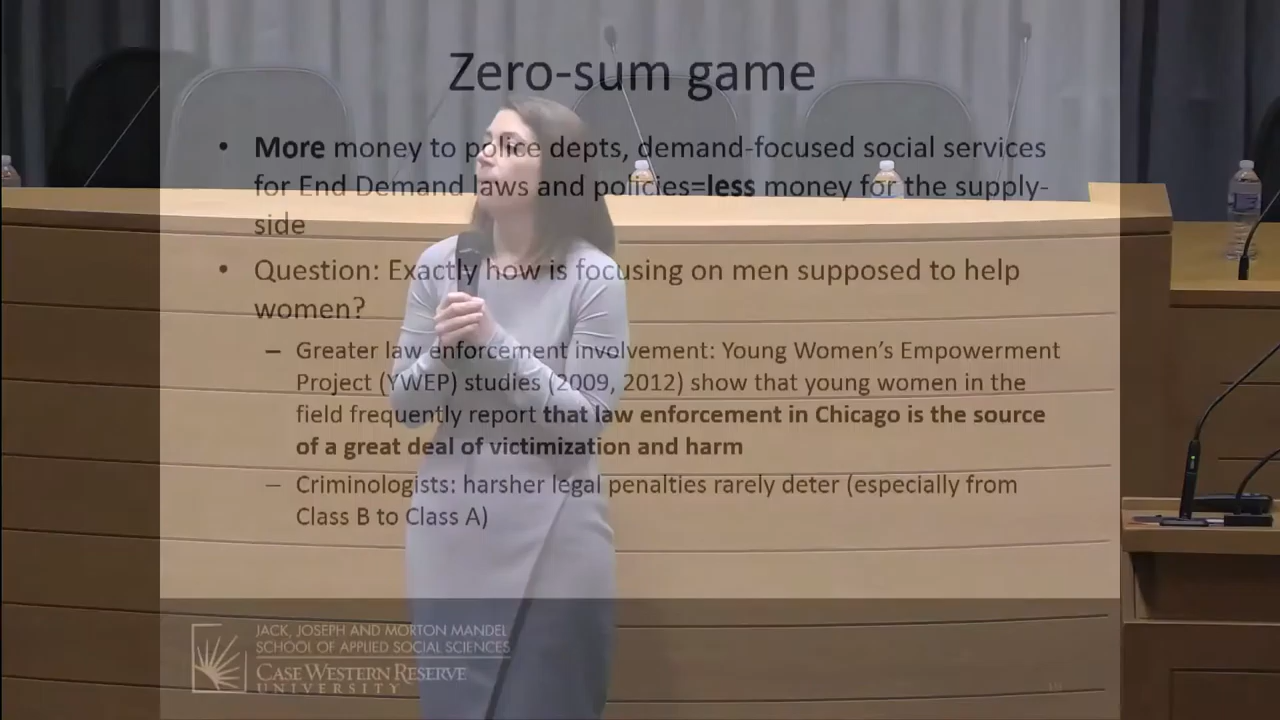 Zero-sum game
• More money to police depts, demand-focused social services
for End Demand laws and policies=less money for the supply-
side
• Question: Exactly how is focusing on men supposed to help
women?
– Greater law enforcement involvement: Young Women’s Empowerment
Project (YWEP) studies (2009, 2012) show that young women in the
field frequently report that law enforcement in Chicago is the source
of a great deal of victimization and harm
– Criminologists: harsher legal penalties rarely deter (especially from
Class B to Class A)
JACK, JOSEPH AND MORTON MANDEL
SCHOOL OF APPLIED SOCIAL SCIENCES
CASE WESTERN RESERVE
UNIVERSITY